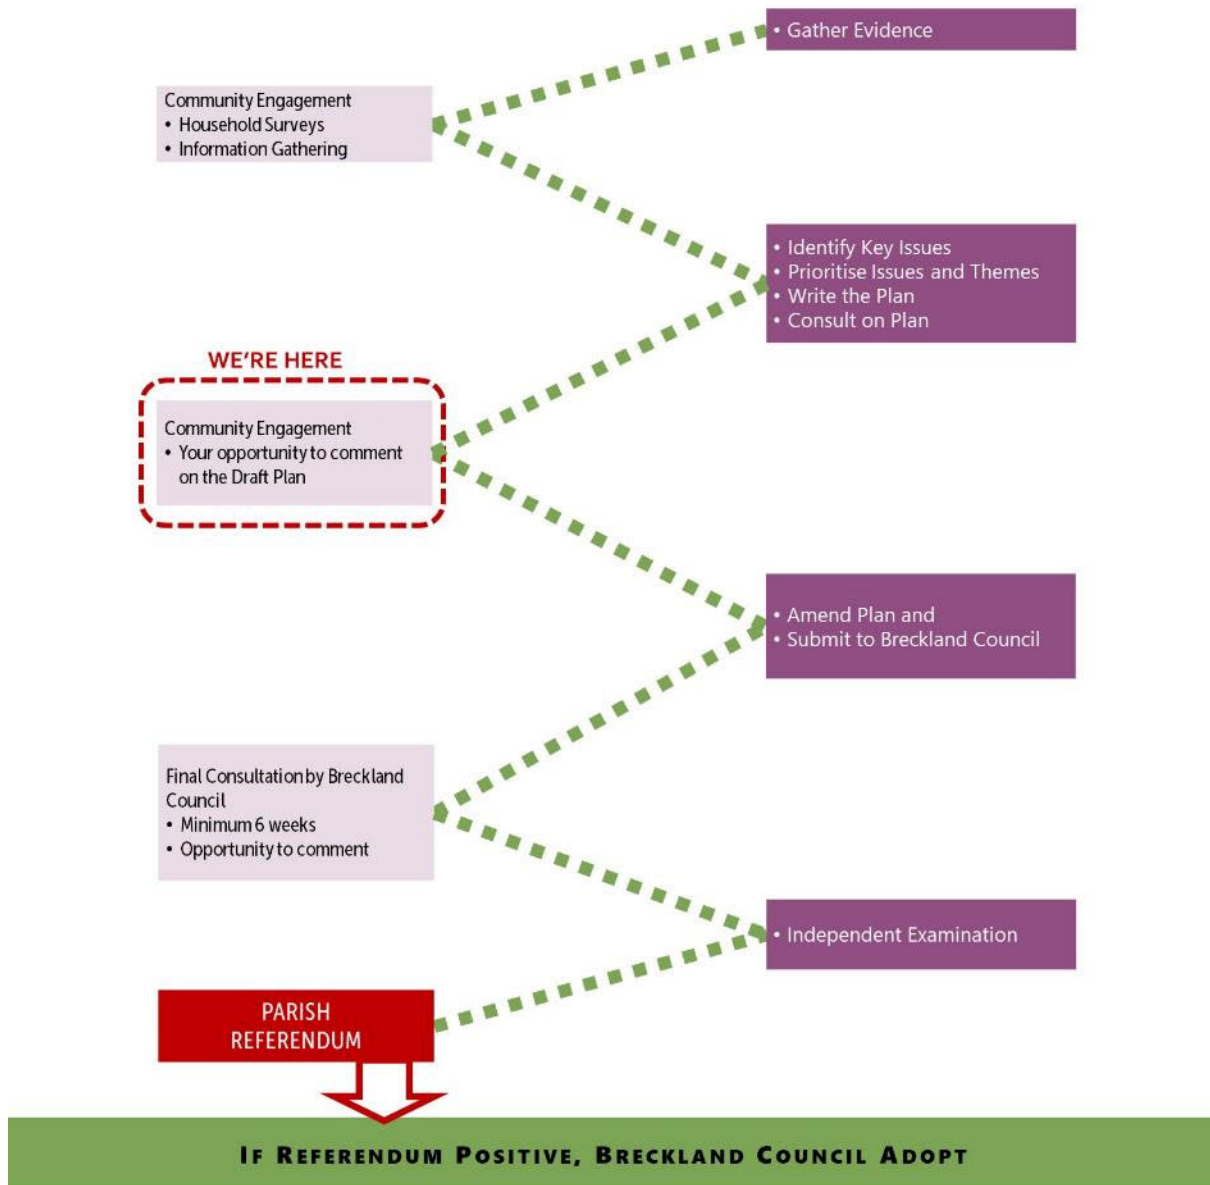 • Gather Evidence
Community Engagement
• Household Surveys
• Information Gathering
• Identify Key Issues
• Prioritise Issues and Themes
• Write the Plan
• Consult on Plan
WE'RE HERE
Community Engagement
• Your opportunity to comment
on the Draft Plan
• Amend Plan and
• Submit to Breckland Council
Final Consultation by Breckland
Council
• Minimum 6 weeks
• Opportunity to comment
• Independent Examination
PARISH
REFERENDUM
IF REFERENDUM POSITIVE, BRECKLAND COUNCIL ADOPT